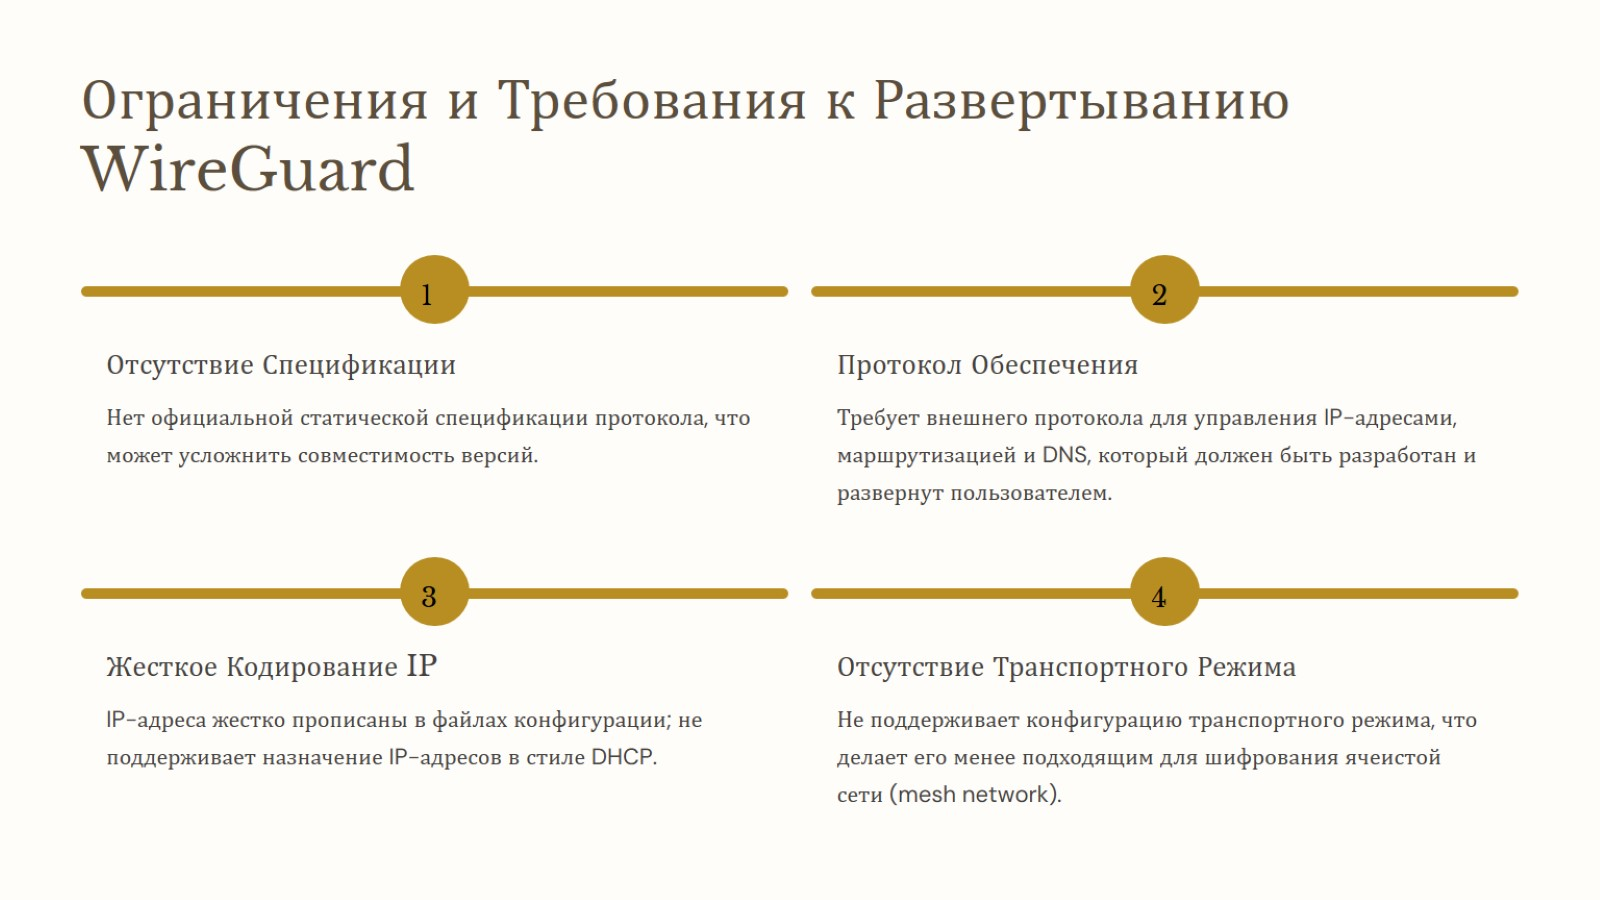 Ограничения и Требования к Развертыванию
WireGuard
1
Отсутствие Спецификации
Нет официальной статической спецификации протокола, что
может усложнить совместимость версий.
2
Протокол Обеспечения
Требует внешнего протокола для управления IP-адресами,
маршрутизацией и DNS, который должен быть разработан и
развернут пользователем.
3
Жесткое Кодирование IP
IP-адреса жестко прописаны в файлах конфигурации; не
поддерживает назначение IP-адресов в стиле DHCP.
4
Отсутствие Транспортного Режима
Не поддерживает конфигурацию транспортного режима, что
делает его менее подходящим для шифрования ячеистой
сети (mesh network).